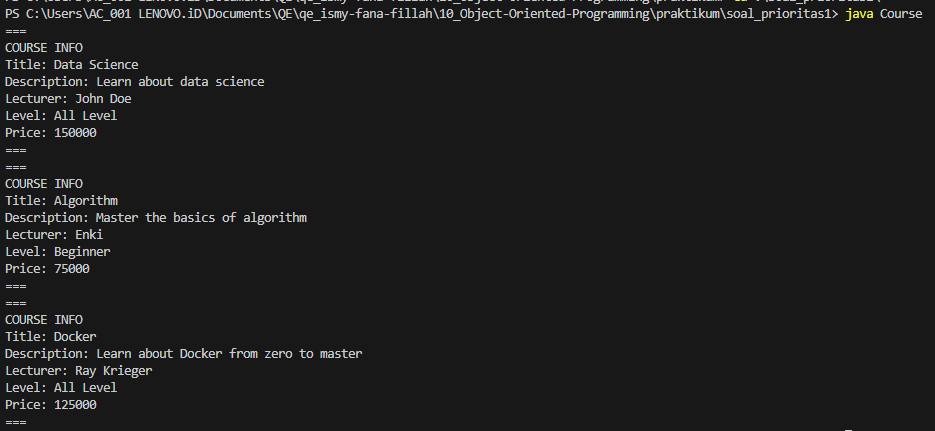 PS C:\Users\AC_001 LENOVO.iD\Documents\QE\qe_ismy-fana-fillah\10_Object-Oriented-Programming\praktikum\soal_prioritas1> java Course
===
COURSE INFO
Title: Data Science
Description: Learn about data science
Lecturer: John Doe
Level: All Level
Price: 150000
===
===
COURSE INFO
Title: Algorithm
Description: Master the basics of algorithm
Lecturer: Enki
Level: Beginner
Price: 75000
===
===
COURSE INFO
Title: Docker
Description: Learn about Docker from zero to master
Lecturer: Ray Krieger
Level: All Level
Price: 125000
===